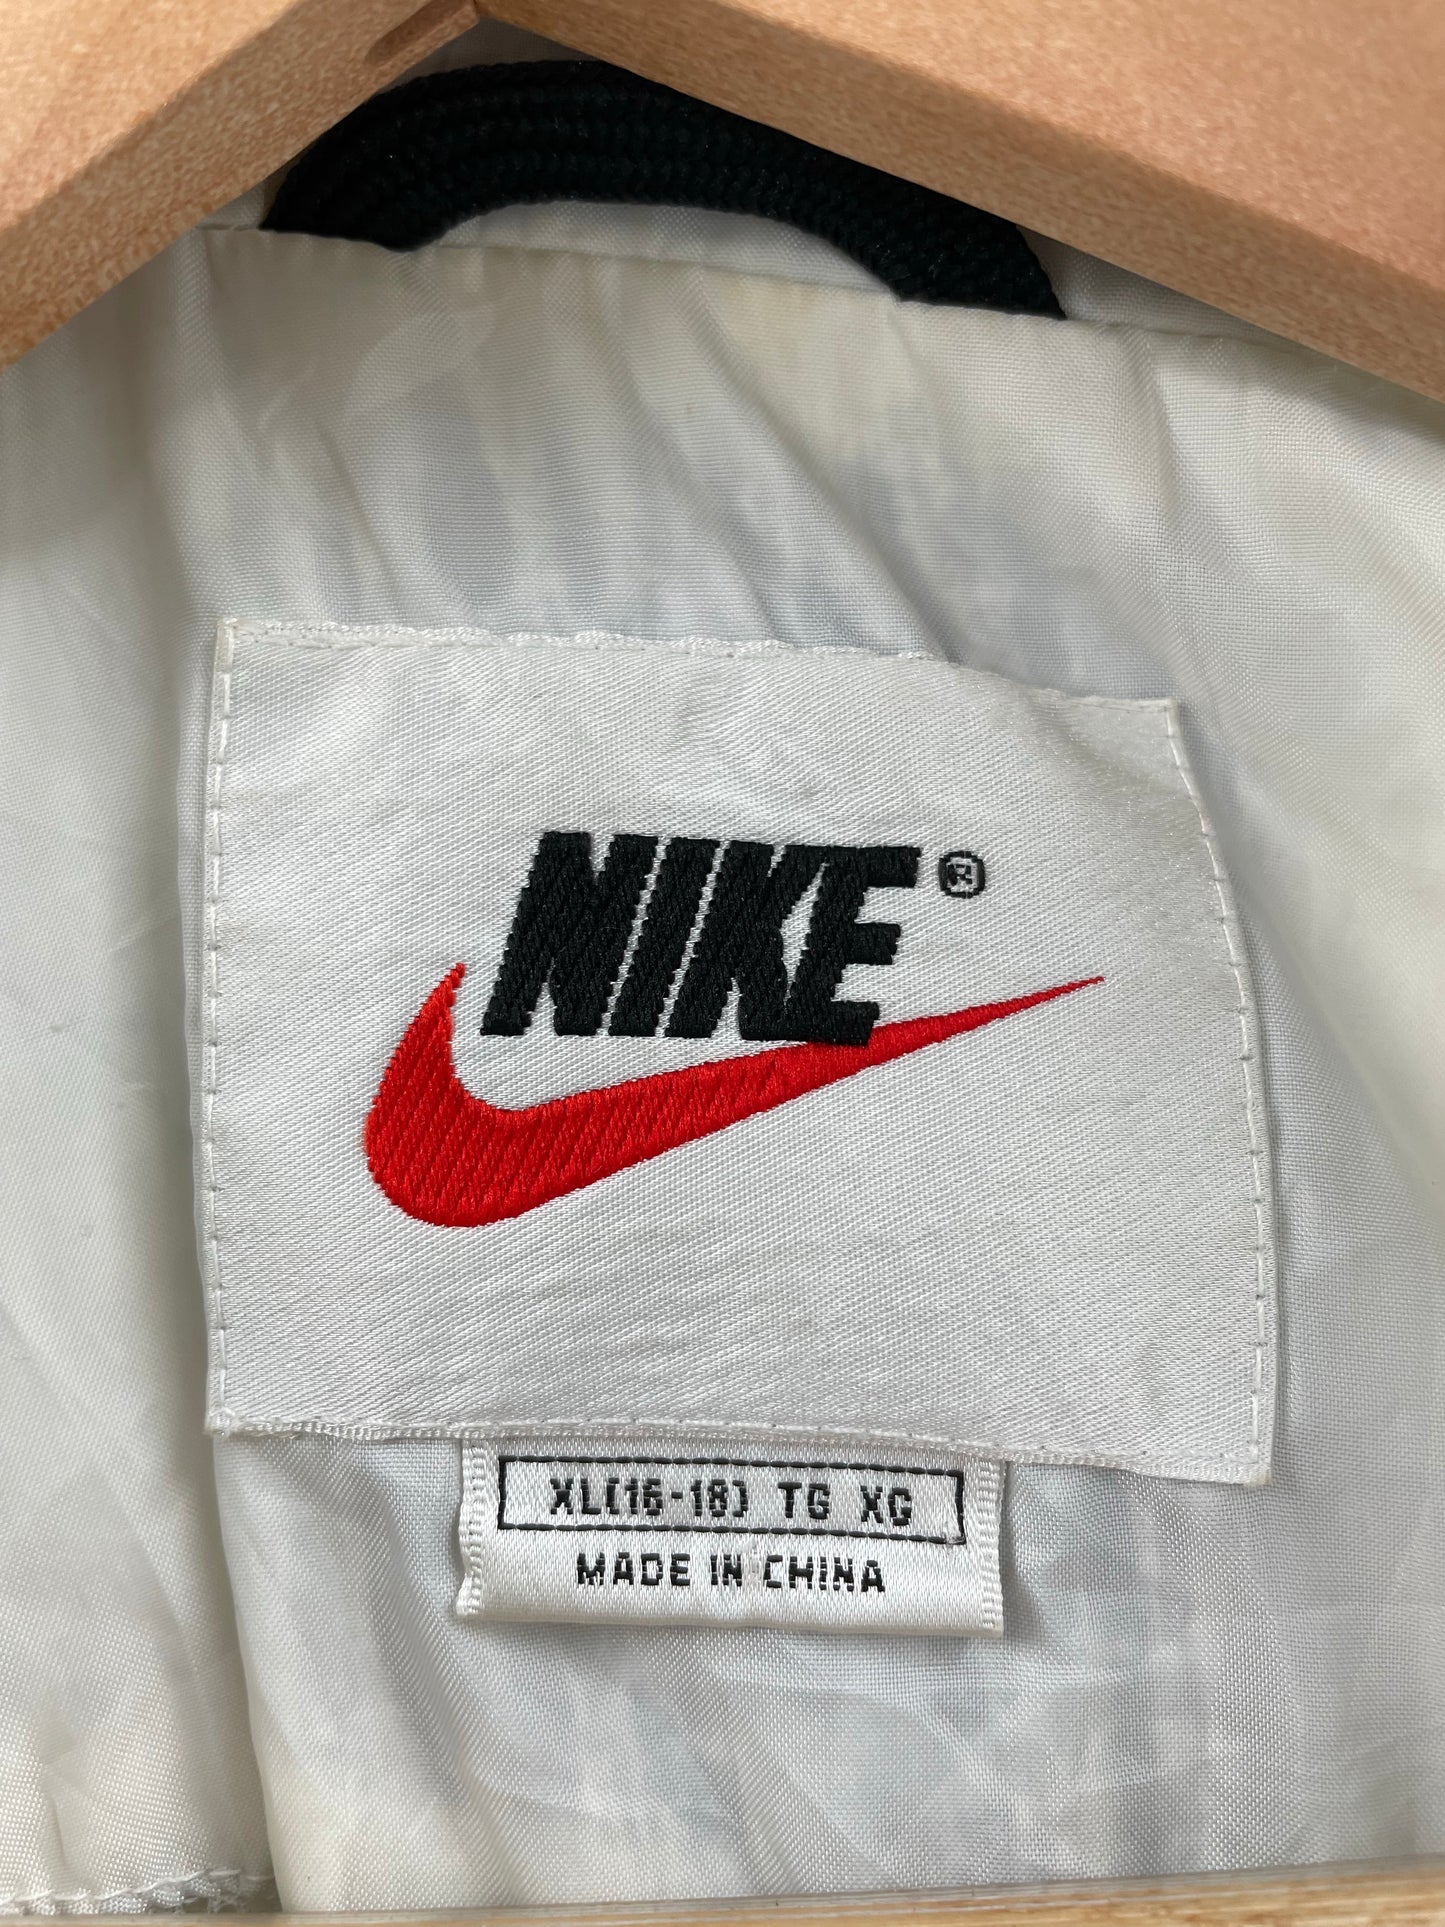 NIKE®
XL(16-18) TG XG
MADE IN CHINA